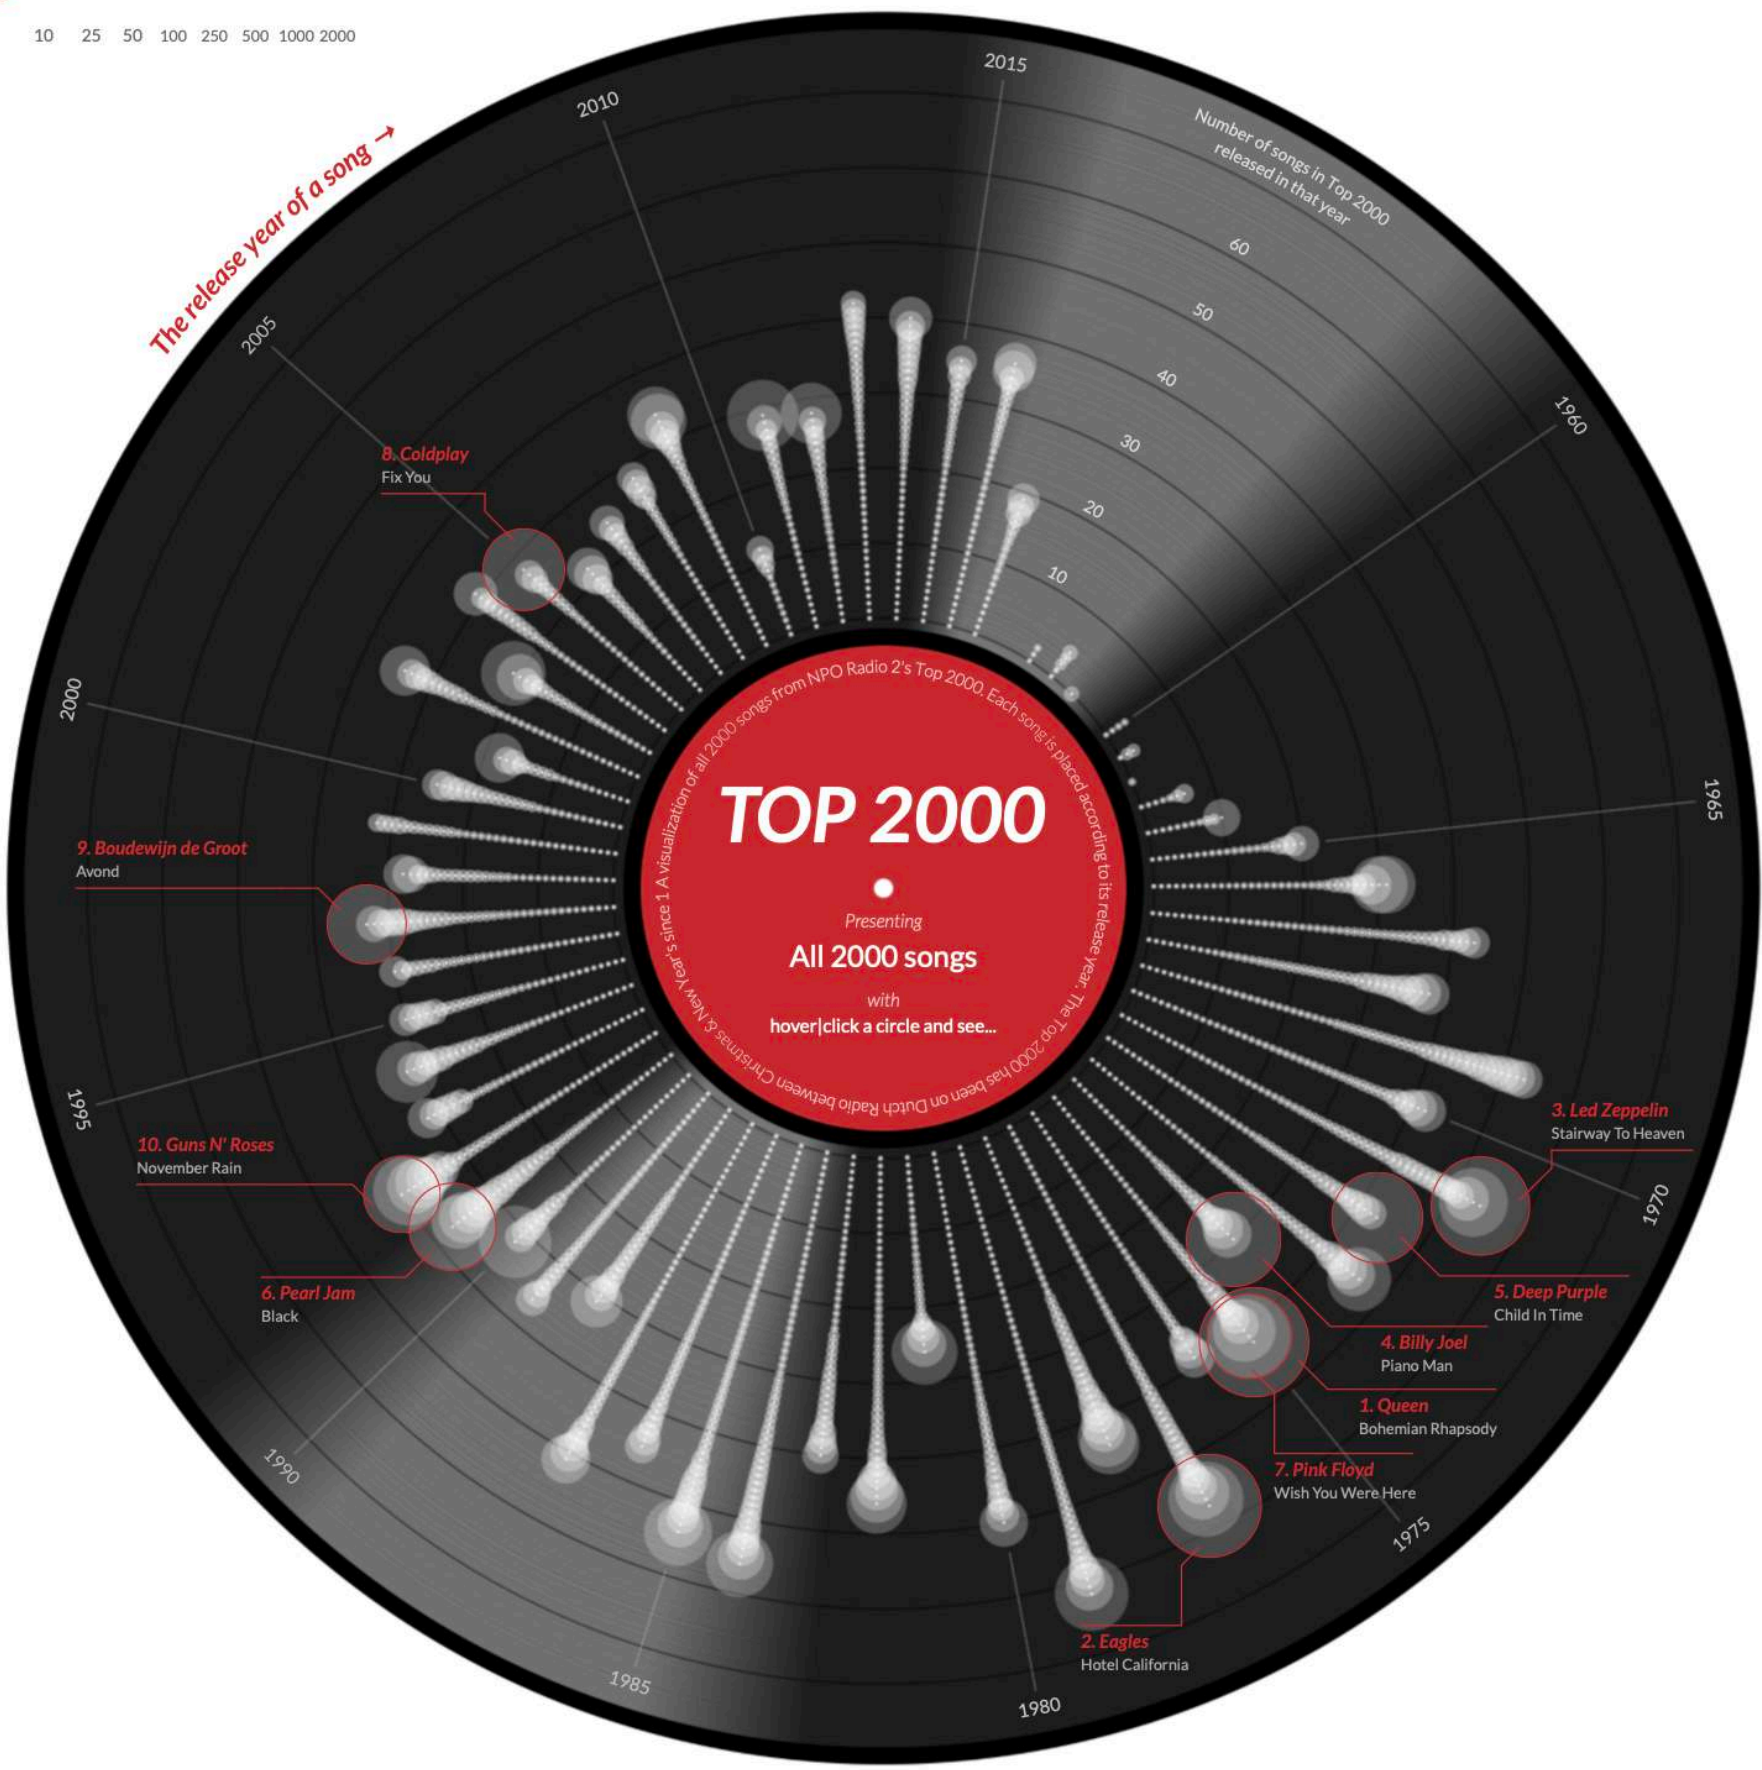 10 25 50 100 250 500 1000 2000
The release year of a song →
2015
2010
Number of songs in Top 2000
released in that year
60
50
40
30
20
10
2005
1960
8. Coldplay
Fix You
2000
1965
A visualization of all 2000 songs from NPO Radio 2's Top 2000. Each song is placed according to its release year. The Top 2000 has been on Dutch Radio between Christmas & New Year's since 1
TOP 2000
Presenting
All 2000 songs
with
hover|click a circle and see...
9. Boudewijn de Groot
Avond
1995
10. Guns N' Roses
November Rain
3. Led Zeppelin
Stairway To Heaven
1970
6. Pearl Jam
Black
5. Deep Purple
Child In Time
4. Billy Joel
Piano Man
1. Queen
Bohemian Rhapsody
7. Pink Floyd
Wish You Were Here
1990
1975
2. Eagles
Hotel California
1985
1980